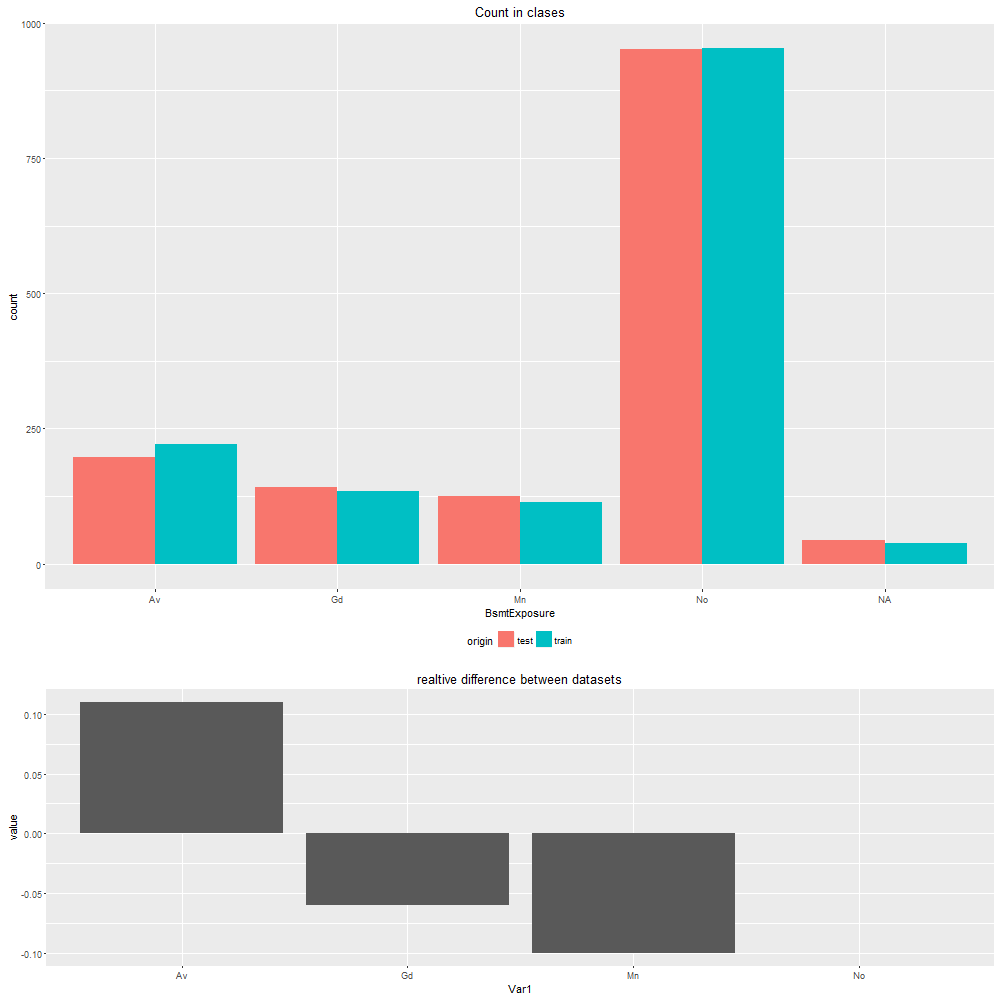 Count in clases
1000
750
500
250
0
count
Av Gd Mn No NA
BsmtExposure
origin test train
realtive difference between datasets
0.10
0.05
0.00
-0.05
-0.10
value
Av Gd Mn No
Var1